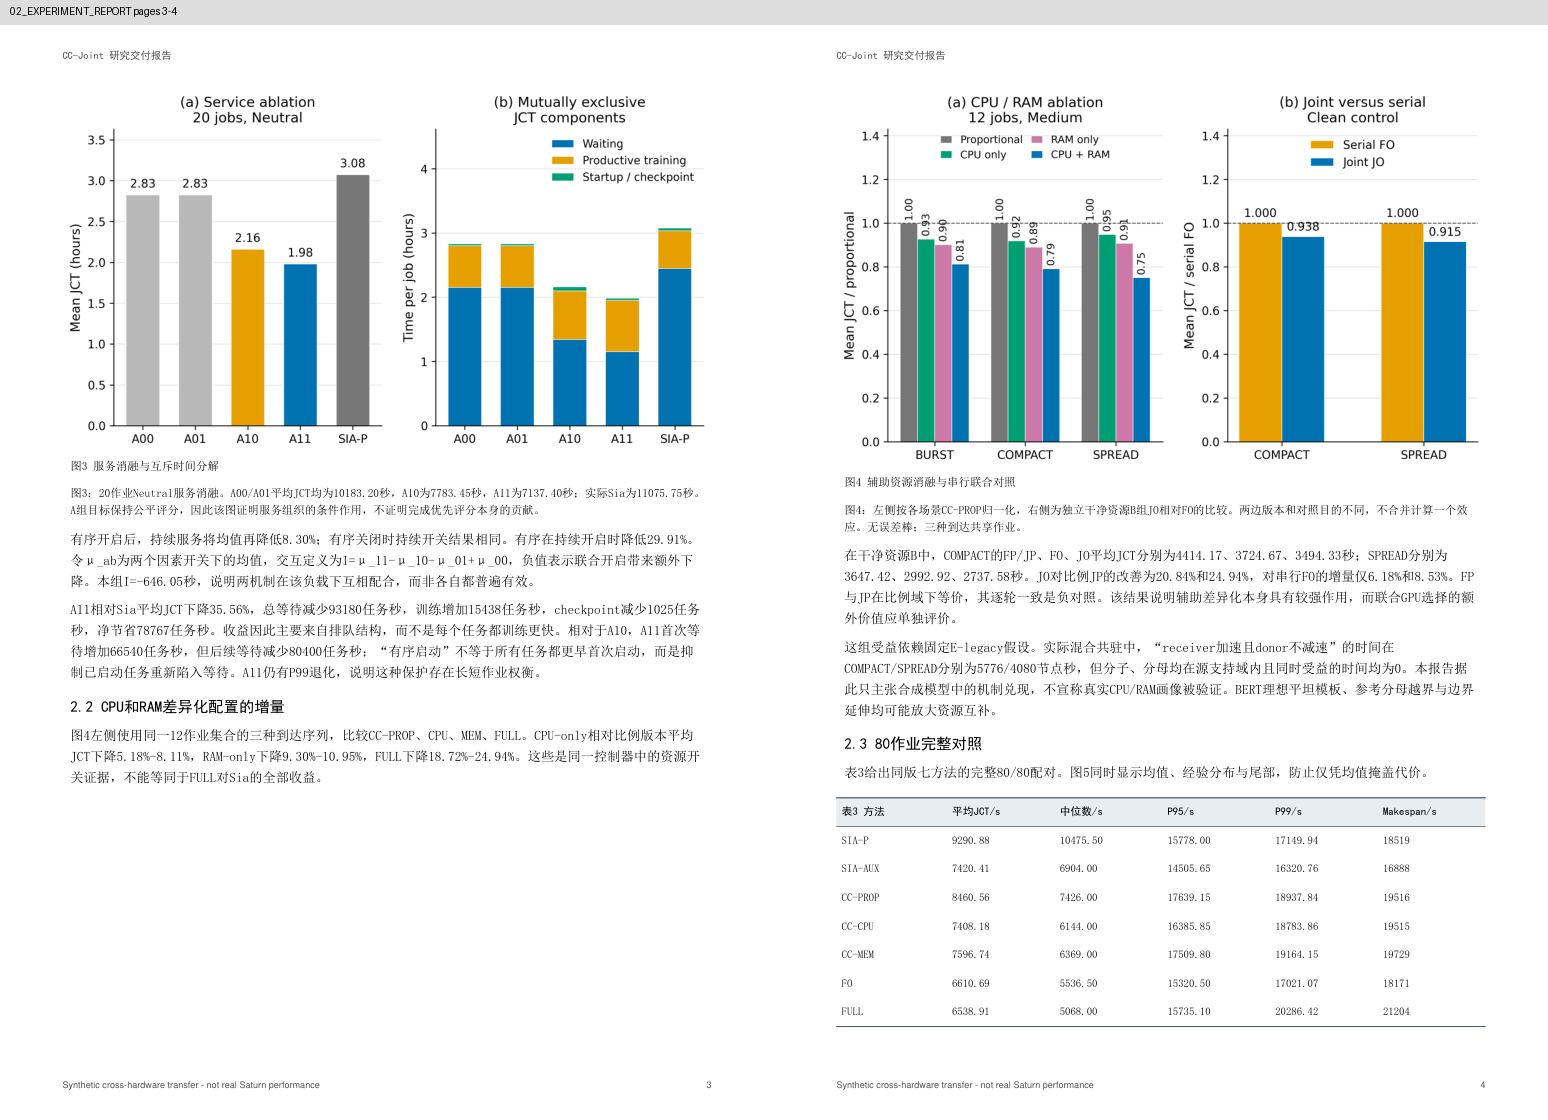 02_EXPERIMENT_REPORT pages 3-4
CC-Joint 研究交付报告
(a) Service ablation
20 jobs, Neutral
Mean JCT (hours)
3.5
3.0
2.5
2.0
1.5
1.0
0.5
0.0
2.83
2.83
2.16
1.98
3.08
A00
A01
A10
A11
SIA-P
(b) Mutually exclusive
JCT components
Waiting
Productive training
Startup / checkpoint
Time per job (hours)
4
3
2
1
0
A00
A01
A10
A11
SIA-P
图3 服务消融与互斥时间分解
图3：20作业Neutral服务消融。A00/A01平均JCT均为10183.20秒，A10为7783.45秒，A11为7137.40秒；实际Sia为11075.75秒。
A组目标保持公平评分，因此该图证明服务组织的条件作用，不证明完成优先评分本身的贡献。
有序开启后，持续服务将均值再降低8.30%；有序关闭时持续开关结果相同。有序在持续开启时降低29.91%。
令μ_ab为两个因素开关下的均值，交互定义为I=μ_11-μ_10-μ_01+μ_00，负值表示联合开启带来额外下
降。本组I=-646.05秒，说明两机制在该负载下互相配合，而非各自都普遍有效。
A11相对Sia平均JCT下降35.56%，总等待减少93180任务秒，训练增加15438任务秒，checkpoint减少1025任务
秒，净节省78767任务秒。收益因此主要来自排队结构，而不是每个任务都训练更快。相对于A10，A11首次等
待增加66540任务秒，但后续等待减少80400任务秒；“有序启动”不等于所有任务都更早首次启动，而是抑
制已启动任务重新陷入等待。A11仍有P99退化，说明这种保护存在长短作业权衡。
2.2 CPU和RAM差异化配置的增量
图4左侧使用同一12作业集合的三种到达序列，比较CC-PROP、CPU、MEM、FULL。CPU-only相对比例版本平均
JCT下降5.18%-8.11%，RAM-only下降9.30%-10.95%，FULL下降18.72%-24.94%。这些是同一控制器中的资源开
关证据，不能等同于FULL对Sia的全部收益。
Synthetic cross-hardware transfer - not real Saturn performance
3
CC-Joint 研究交付报告
(a) CPU / RAM ablation
12 jobs, Medium
Proportional
RAM only
CPU only
CPU + RAM
Mean JCT / proportional
1.4
1.2
1.0
0.8
0.6
0.4
0.2
0.0
1.00
0.93
0.90
0.81
1.00
0.92
0.89
0.79
1.00
0.95
0.91
0.75
BURST
COMPACT
SPREAD
(b) Joint versus serial
Clean control
Serial FO
Joint JO
Mean JCT / serial FO
1.4
1.2
1.0
0.8
0.6
0.4
0.2
0.0
1.000
0.938
1.000
0.915
COMPACT
SPREAD
图4 辅助资源消融与串行联合对照
图4：左侧按各场景CC-PROP归一化，右侧为独立干净资源B组JO相对FO的比较。两边版本和对照目的不同，不合并计算一个效
应。无误差棒；三种到达共享作业。
在干净资源B中，COMPACT的FP/JP、FO、JO平均JCT分别为4414.17、3724.67、3494.33秒；SPREAD分别为
3647.42、2992.92、2737.58秒。JO对比例JP的改善为20.84%和24.94%，对串行FO的增量仅6.18%和8.53%。FP
与JP在比例域下等价，其逐轮一致是负对照。该结果说明辅助差异化本身具有较强作用，而联合GPU选择的额
外价值应单独评价。
这组受益依赖固定E-legacy假设。实际混合共驻中，“receiver加速且donor不减速”的时间在
COMPACT/SPREAD分别为5776/4080节点秒，但分子、分母均在源支持域内且同时受益的时间均为0。本报告据
此只主张合成模型中的机制兑现，不宣称真实CPU/RAM画像被验证。BERT理想平坦模板、参考分母越界与边界
延伸均可能放大资源互补。
2.3 80作业完整对照
表3给出同版七方法的完整80/80配对。图5同时显示均值、经验分布与尾部，防止仅凭均值掩盖代价。
表3 方法 平均JCT/s 中位数/s P95/s P99/s Makespan/s
SIA-P 9290.88 10475.50 15778.00 17149.94 18519
SIA-AUX 7420.41 6904.00 14505.65 16320.76 16888
CC-PROP 8460.56 7426.00 17639.15 18937.84 19516
CC-CPU 7408.18 6144.00 16385.85 18783.86 19515
CC-MEM 7596.74 6369.00 17509.80 19164.15 19729
FO 6610.69 5536.50 15320.50 17021.07 18171
FULL 6538.91 5068.00 15735.10 20286.42 21204
Synthetic cross-hardware transfer - not real Saturn performance
4